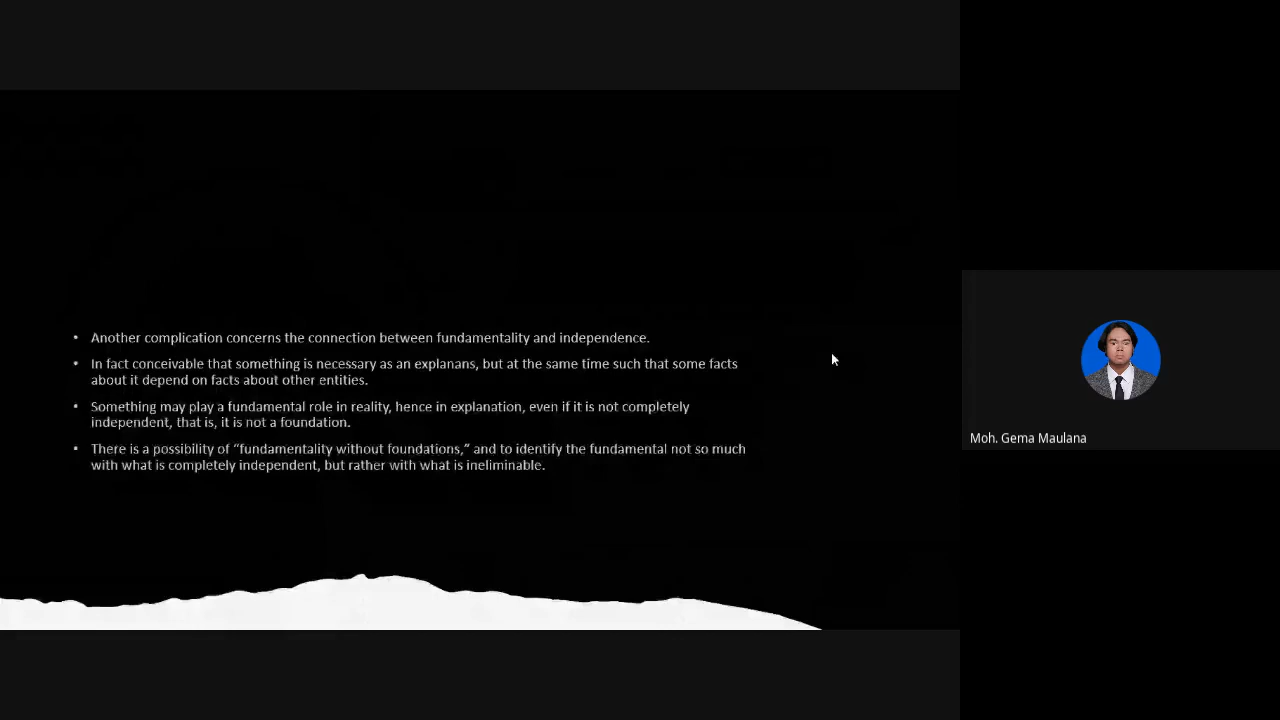 • Another complication concerns the connection between fundamentality and independence.
• In fact conceivable that something is necessary as an explanans, but at the same time such that some facts
about it depend on facts about other entities.
• Something may play a fundamental role in reality, hence in explanation, even if it is not completely
independent, that is, it is not a foundation.
• There is a possibility of “fundamentality without foundations,” and to identify the fundamental not so much
with what is completely independent, but rather with what is ineliminable.
Moh. Gema Maulana